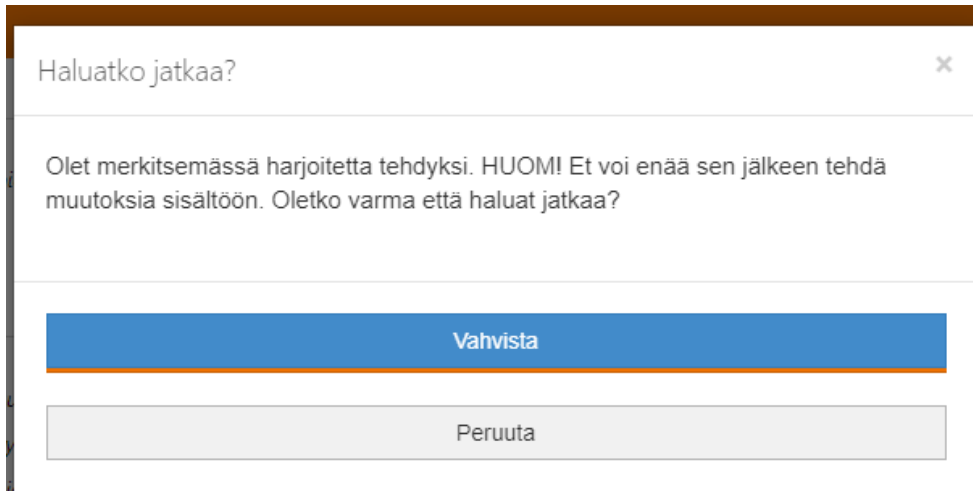 Haluatko jatkaa?
×
Olet merkitsemässä harjoitetta tehdyksi. HUOM! Et voi enää sen jälkeen tehdä
muutoksia sisältöön. Oletko varma että haluat jatkaa?
Vahvista
Peruuta